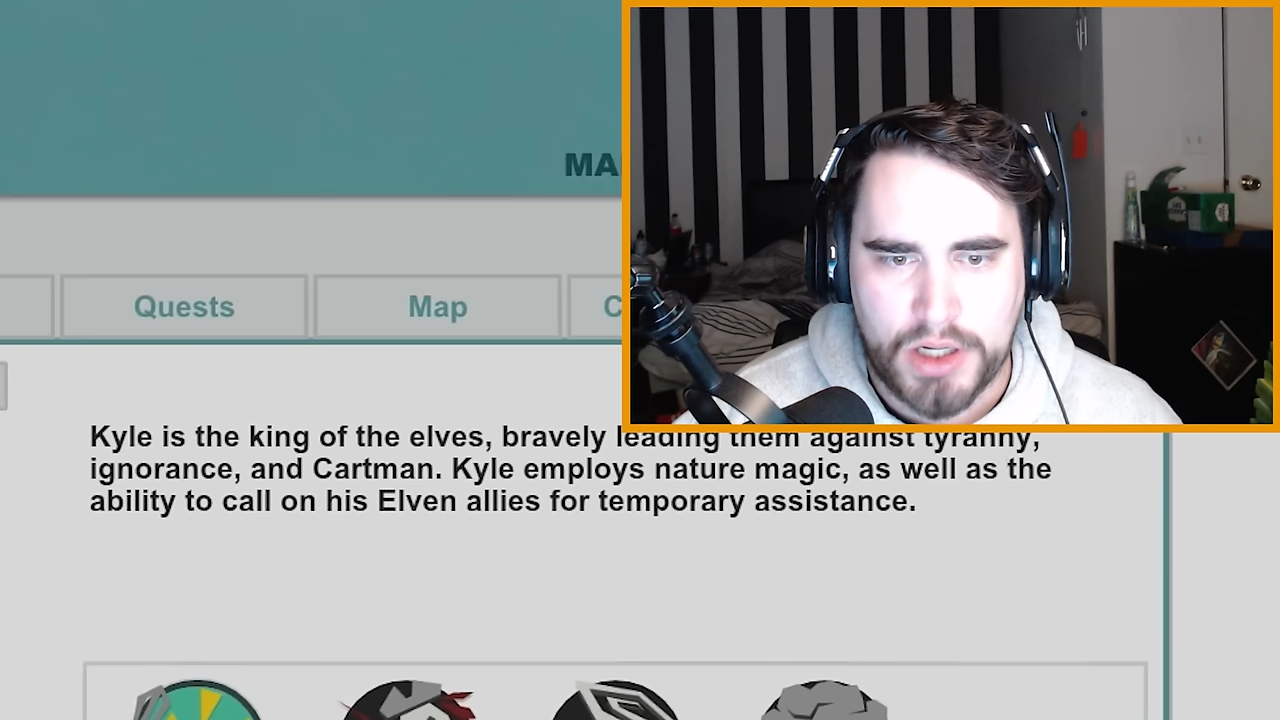 MA
Quests
Map
C
Kyle is the king of the elves, bravely leading them against tyranny,
ignorance, and Cartman. Kyle employs nature magic, as well as the
ability to call on his Elven allies for temporary assistance.